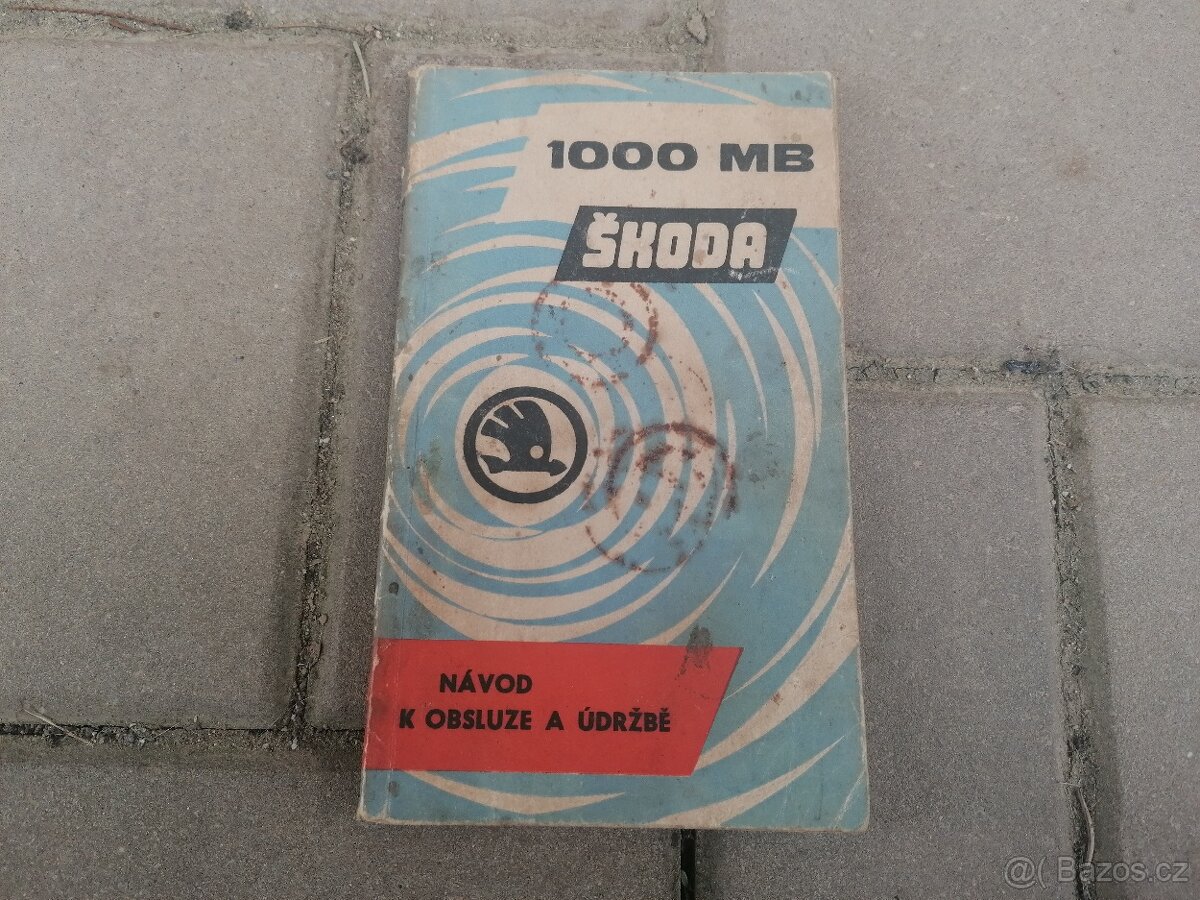 1000 MB
ŠKODA
NÁVOD
K OBSLUZE A ÚDRŽBĚ
@( Bazos.cz